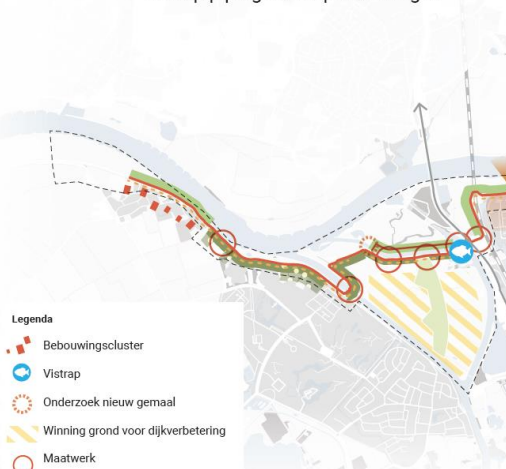 Legenda
Bebouwingscluster
Vistrap
Onderzoek nieuw gemaal
Winning grond voor dijkverbetering
Maatwerk